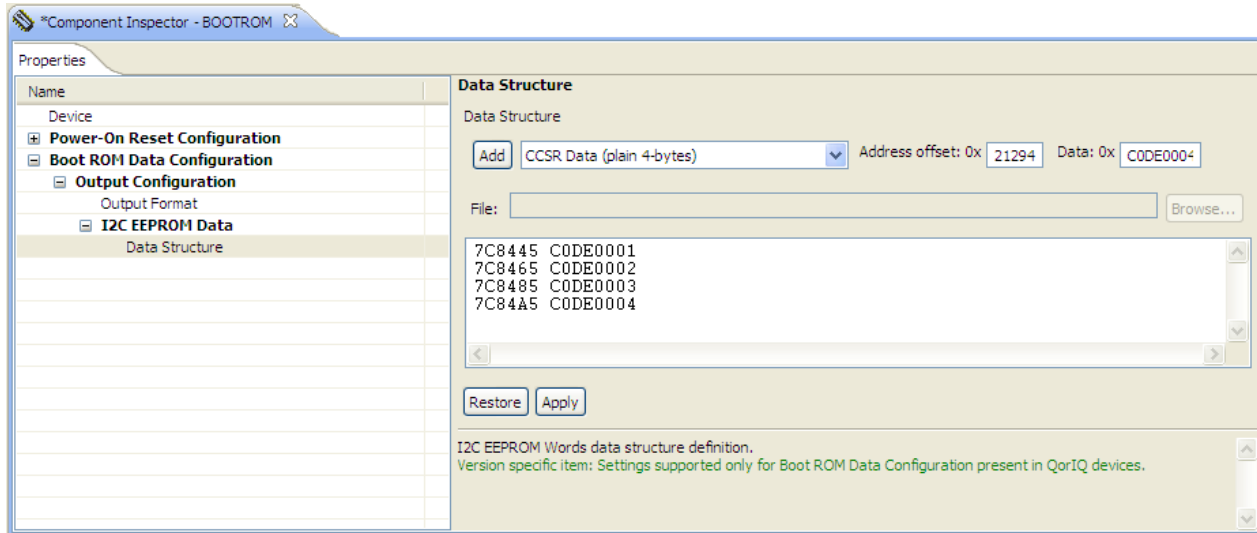 *Component Inspector - BOOTROM
Properties
Name
Device
Power-On Reset Configuration
Boot ROM Data Configuration
Output Configuration
Output Format
I2C EEPROM Data
Data Structure
Data Structure
Data Structure
Add CCSR Data (plain 4-bytes) Address offset: 0x 21294 Data: 0x C0DE0004
File: Browse...
7C8445 C0DE0001
7C8465 C0DE0002
7C8485 C0DE0003
7C84A5 C0DE0004
Restore Apply
I2C EEPROM Words data structure definition.
Version specific item: Settings supported only for Boot ROM Data Configuration present in QorIQ devices.